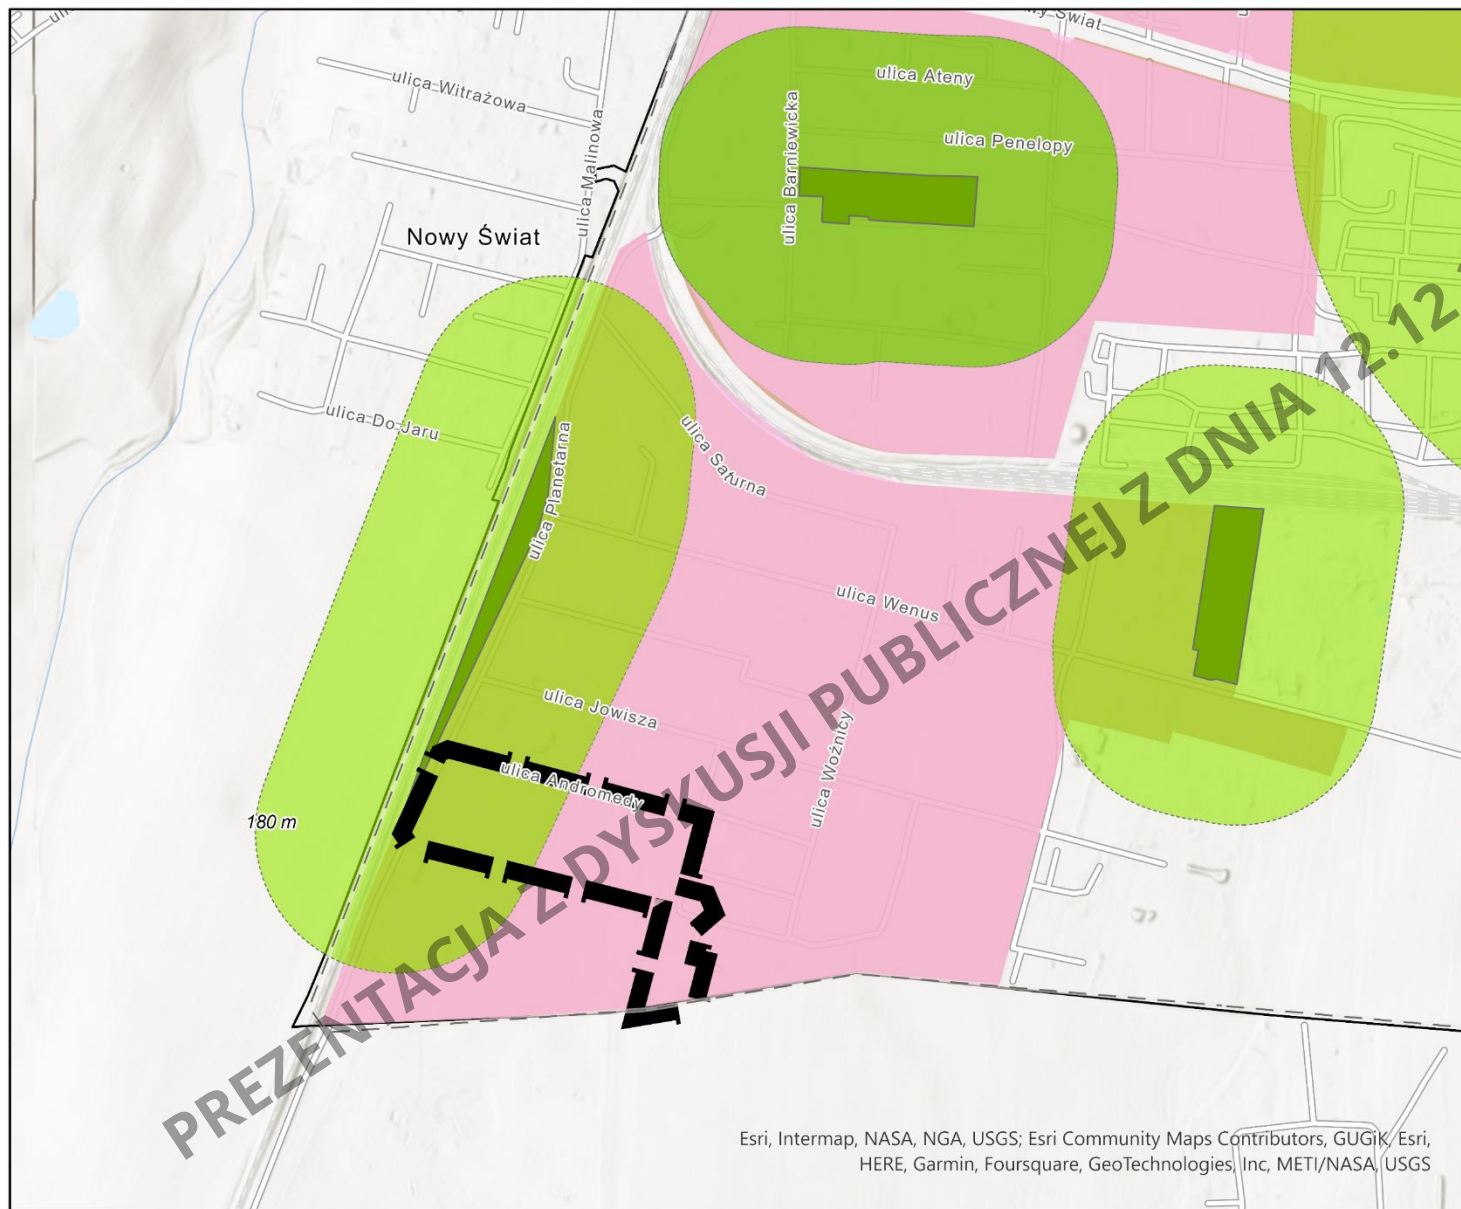 Świat
ulica Ateny
ulica Witrażowa
ulica Malinowa
ulica Barniewicka
ulica Penelopy
Nowy Świat
ulica Do Jaru
ulica Planetarna
ulica Saturna
ulica Wenus
ulica Jowisza
ulica Woźnicy
ulica Andromedy
180 m
PREZENTACJA Z DYSKUSJI PUBLICZNEJ Z DNIA 12.12
Esri, Intermap, NASA, NGA, USGS; Esri Community Maps Contributors, GUGiK, Esri,
HERE, Garmin, Foursquare, GeoTechnologies, Inc, METI/NASA, USGS